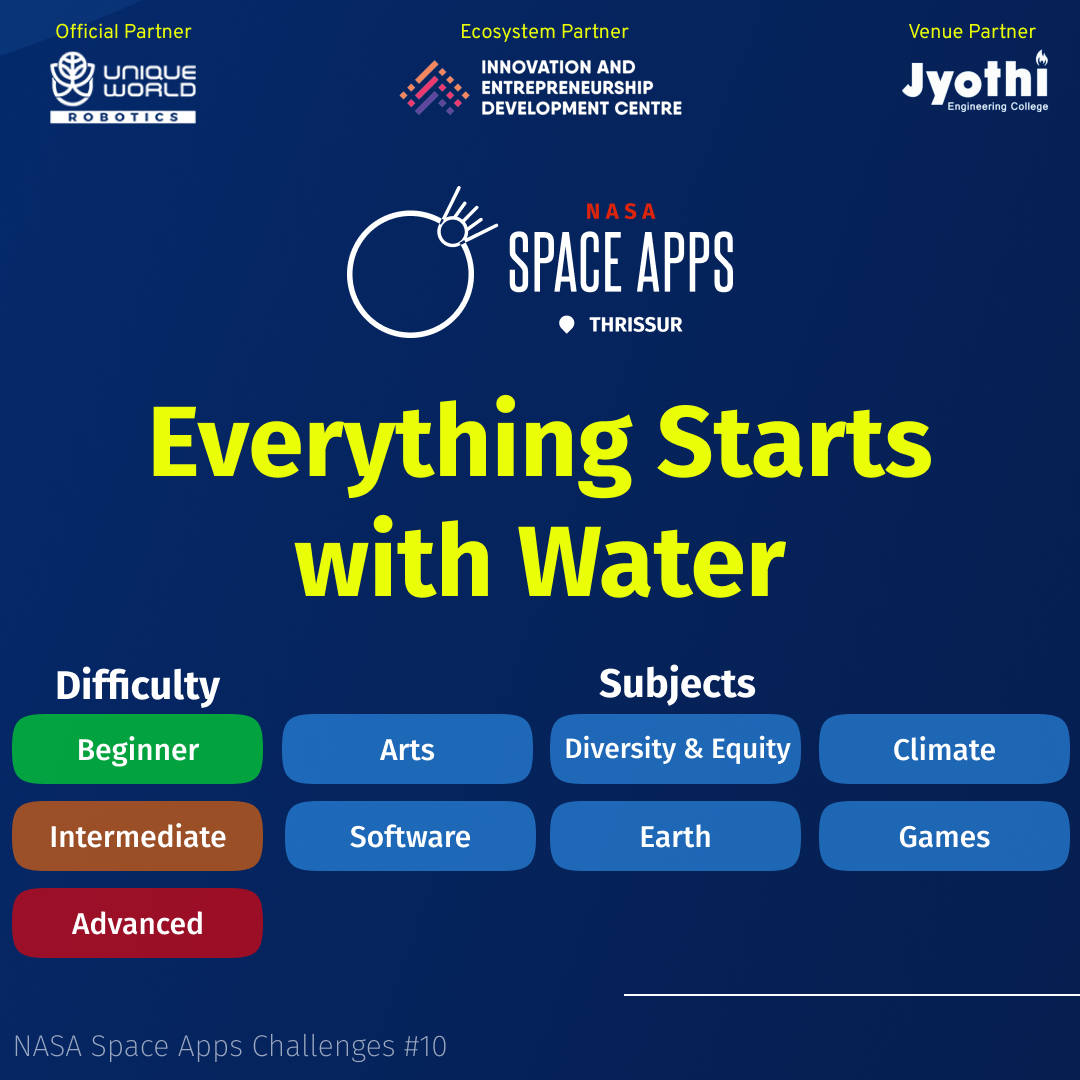 Official Partner
Ecosystem Partner
Venue Partner
UNIQUE
WORLD
ROBOTICS
INNOVATION AND
ENTREPRENEURSHIP
DEVELOPMENT CENTRE
Jyothi
Engineering College
NASA
SPACE APPS
THRISSUR
Everything Starts
with Water
Difficulty
Subjects
Beginner
Arts
Diversity & Equity
Climate
Intermediate
Software
Earth
Games
Advanced
NASA Space Apps Challenges #10